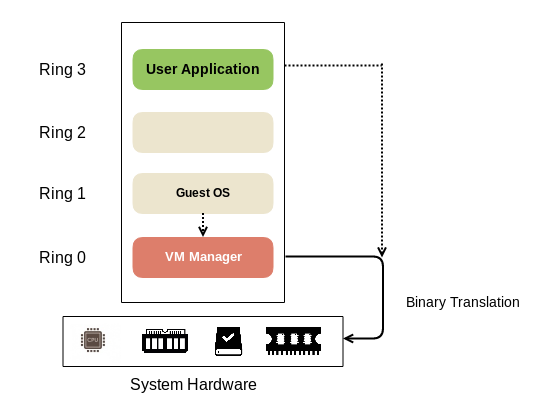 Ring 3
User Application
Ring 2
Ring 1
Guest OS
Ring 0
VM Manager
Binary Translation
CPU
System Hardware